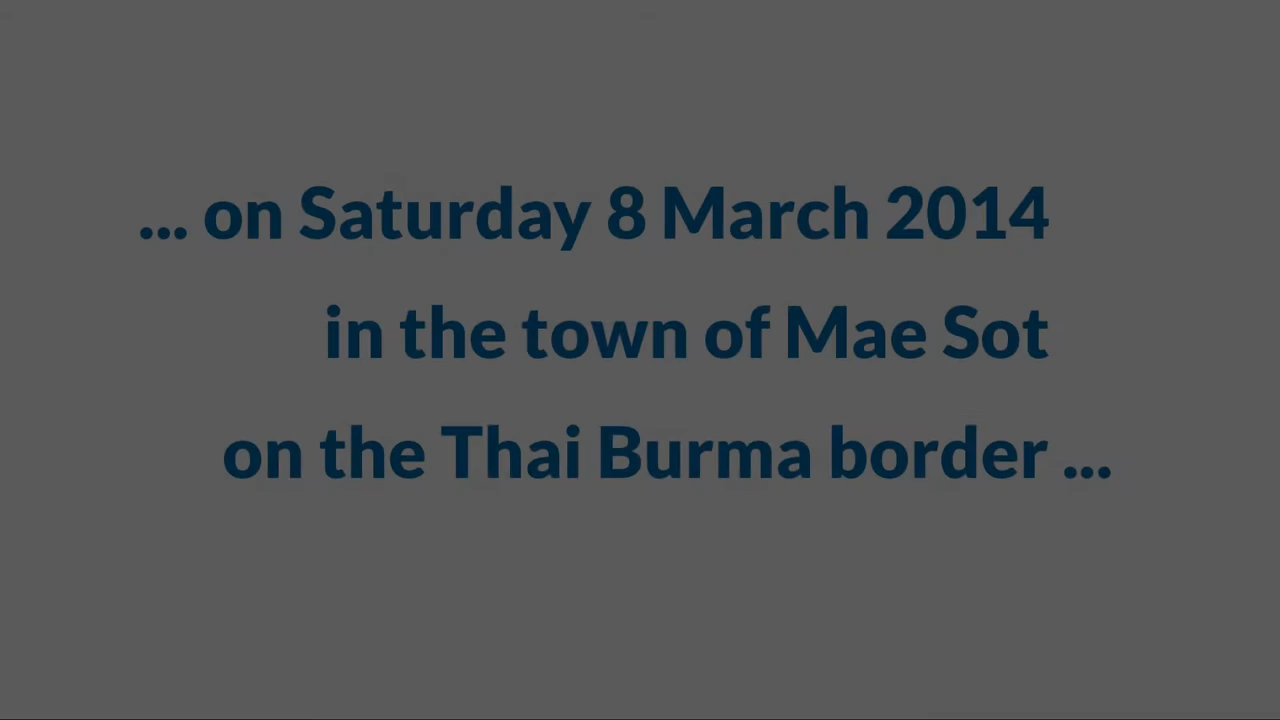 ... on Saturday 8 March 2014
in the town of Mae Sot
on the Thai Burma border ...